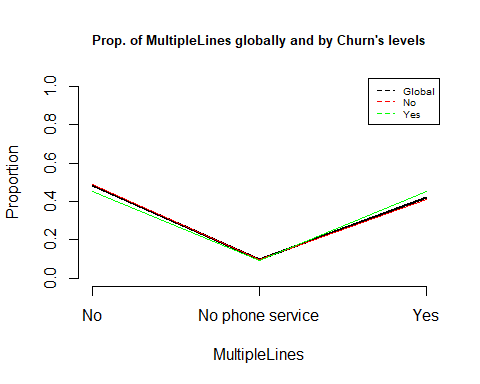 Prop. of MultipleLines globally and by Churn's levels
Global
No
Yes
Proportion
1.0
0.8
0.6
0.4
0.2
0.0
No
No phone service
Yes
MultipleLines